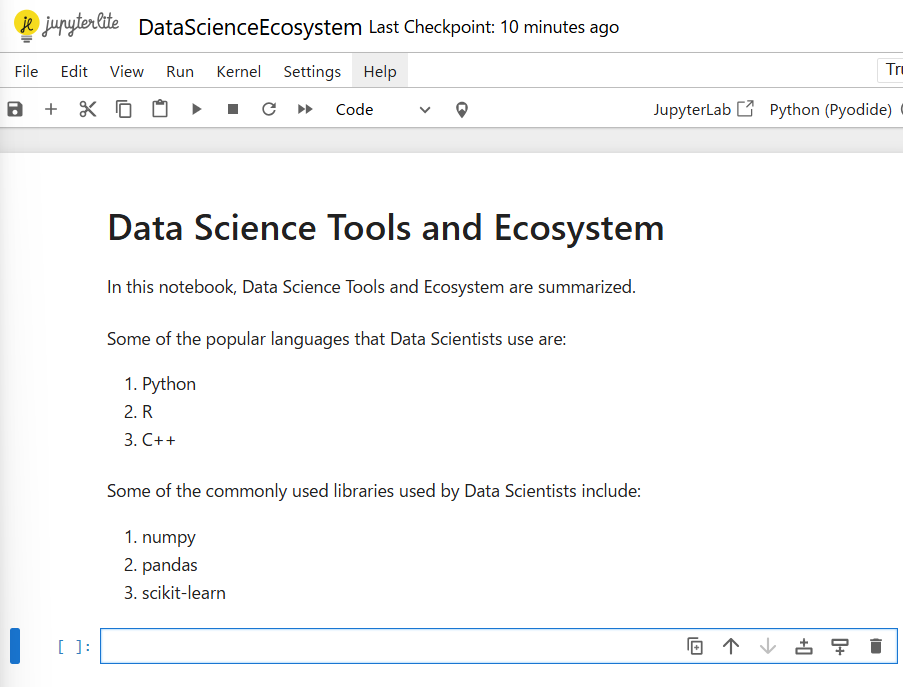 jupyterlite DataScienceEcosystem Last Checkpoint: 10 minutes ago
File Edit View Run Kernel Settings Help
Code JupyterLab Python (Pyodide)
Data Science Tools and Ecosystem
In this notebook, Data Science Tools and Ecosystem are summarized.
Some of the popular languages that Data Scientists use are:
1. Python
2. R
3. C++
Some of the commonly used libraries used by Data Scientists include:
1. numpy
2. pandas
3. scikit-learn
[ ]: